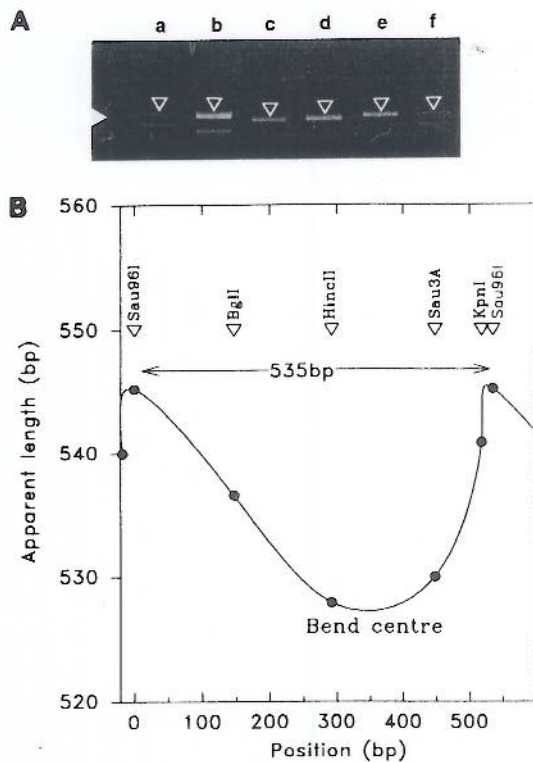 A
a b c d e f
B
560
550
540
530
520
Apparent length (bp)
Sau96I
BglI
HincII
Sau3A
KpnI
Sau96I
535bp
Bend centre
0 100 200 300 400 500
Position (bp)